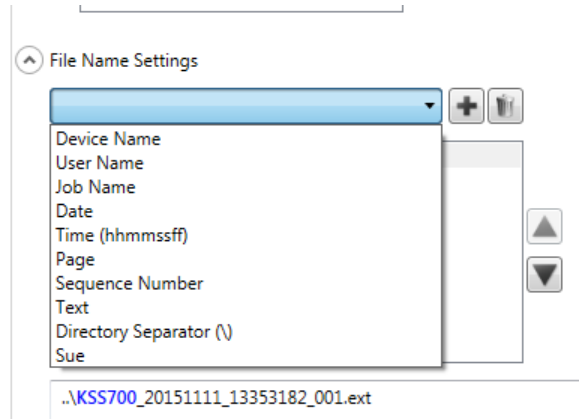 File Name Settings
Device Name
User Name
Job Name
Date
Time (hhmmssff)
Page
Sequence Number
Text
Directory Separator (\)
Sue
..\KSS700_20151111_13353182_001.ext